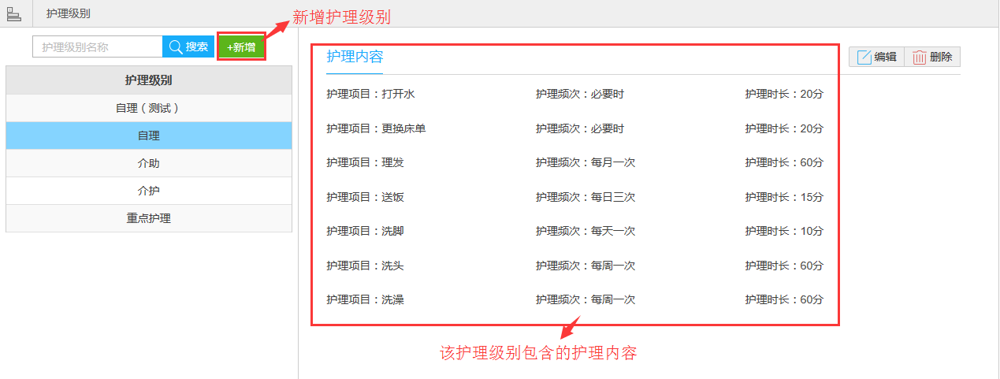 护理级别
新增护理级别
护理级别名称 搜索 +新增
护理级别
自理（测试）
自理
介助
介护
重点护理
护理内容 编辑 删除
护理项目：打开水 护理频次：必要时 护理时长：20分
护理项目：更换床单 护理频次：必要时 护理时长：20分
护理项目：理发 护理频次：每月一次 护理时长：60分
护理项目：送饭 护理频次：每日三次 护理时长：15分
护理项目：洗脚 护理频次：每天一次 护理时长：10分
护理项目：洗头 护理频次：每周一次 护理时长：60分
护理项目：洗澡 护理频次：每周一次 护理时长：60分
该护理级别包含的护理内容